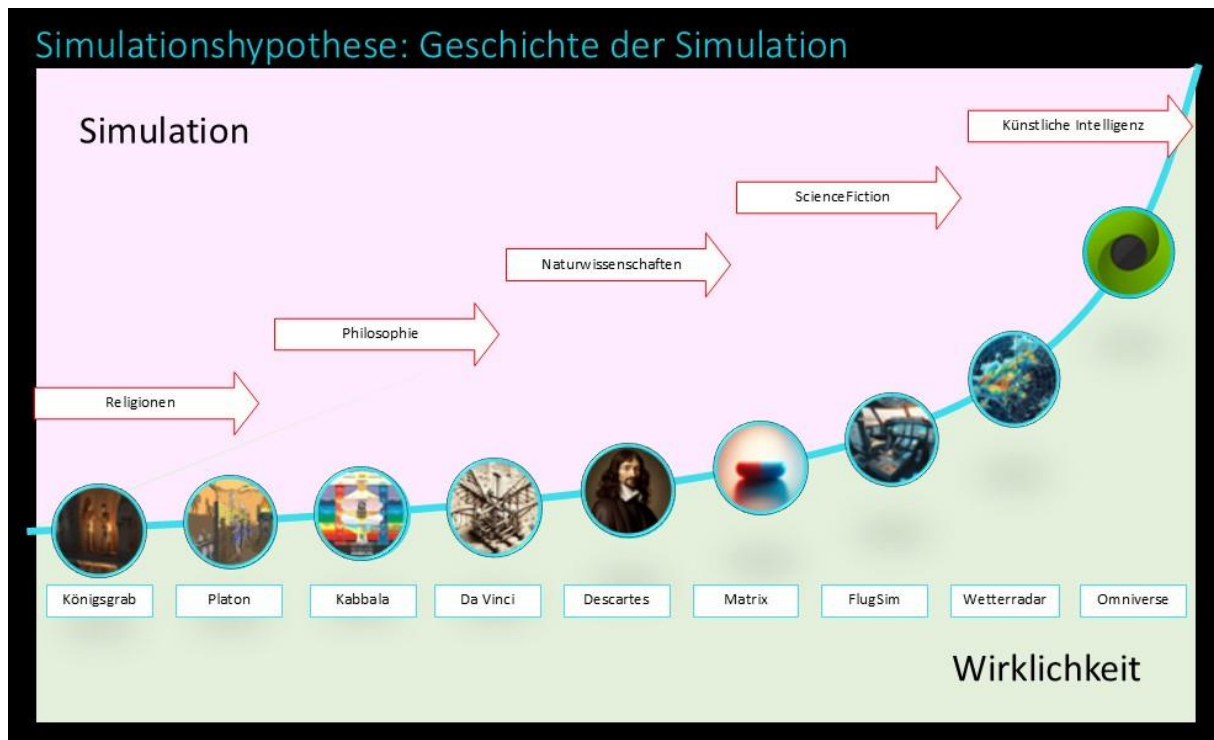 Simulationshypothese: Geschichte der Simulation
Simulation
Künstliche Intelligenz
ScienceFiction
Naturwissenschaften
Philosophie
Religionen
Königsgrab
Platon
Kabbala
Da Vinci
Descartes
Matrix
FlugSim
Wetterradar
Omniverse
Wirklichkeit